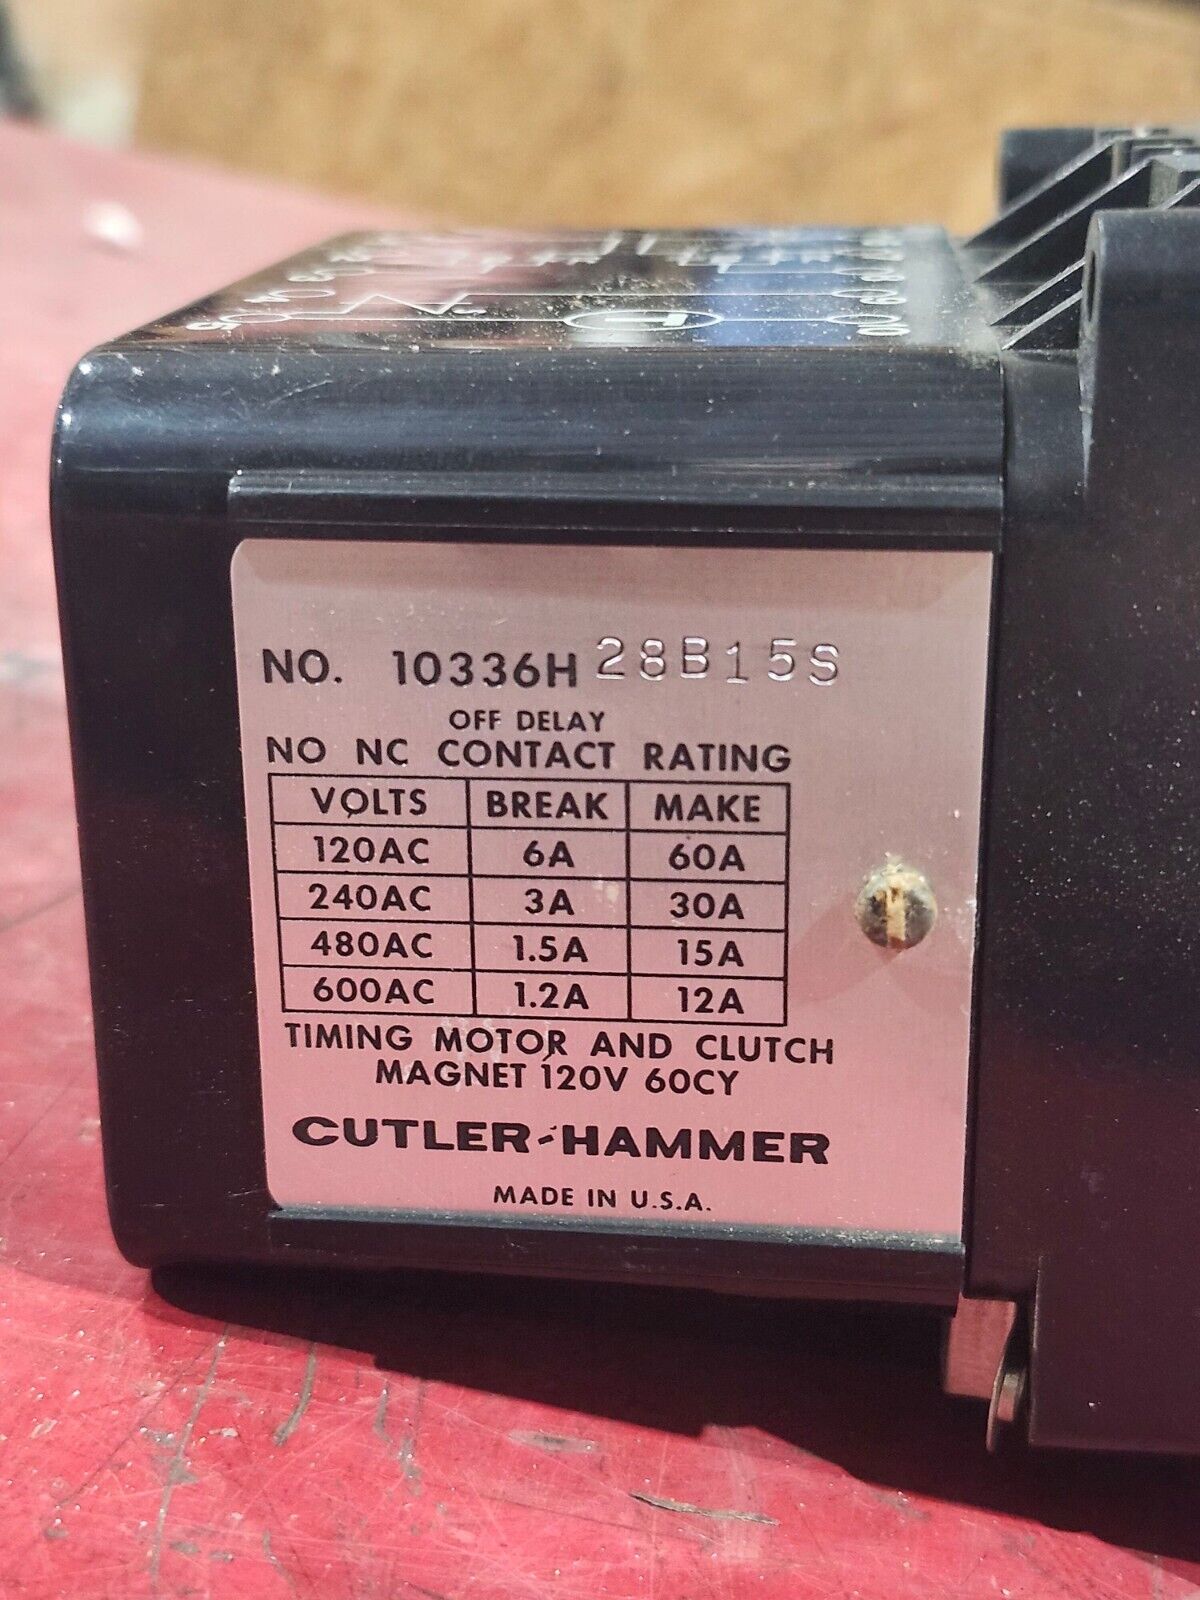 NO. 10336H 28B15S
OFF DELAY
NO NC CONTACT RATING
VOLTS BREAK MAKE
120AC 6A 60A
240AC 3A 30A
480AC 1.5A 15A
600AC 1.2A 12A
TIMING MOTOR AND CLUTCH
MAGNET 120V 60CY
CUTLER-HAMMER
MADE IN U.S.A.